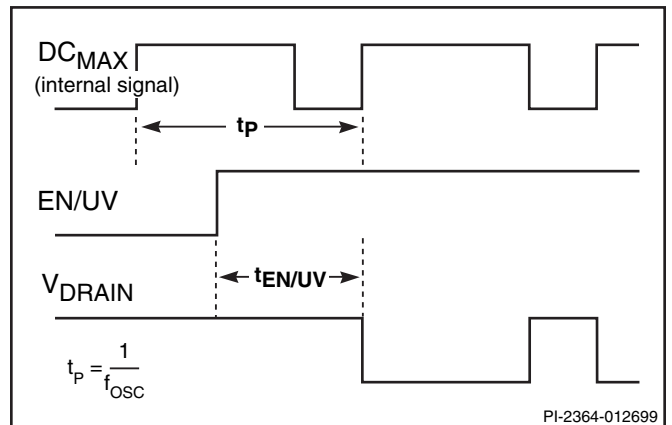 DCMAX
(internal signal)
tP
EN/UV
tEN/UV
VDRAIN
tP = 1/fOSC
PI-2364-012699